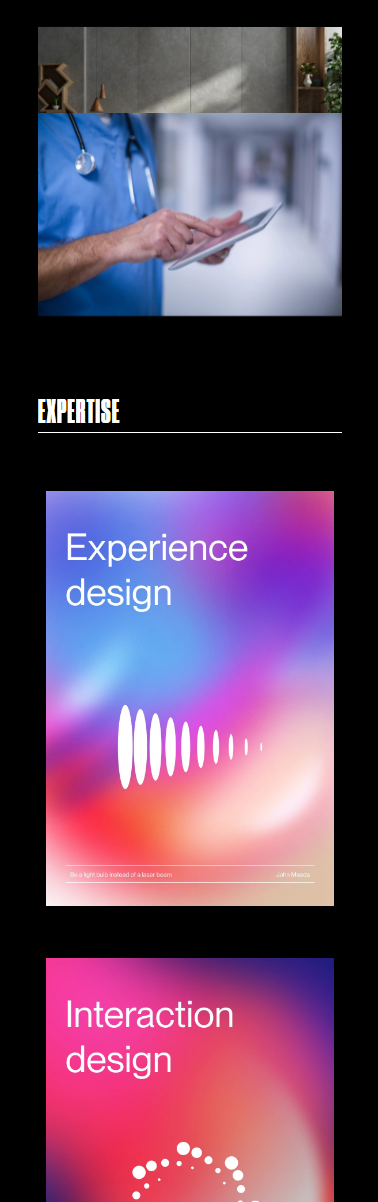 EXPERTISE
Experience
design
Be a light bulb instead of a laser beam
John Maeda
Interaction
design